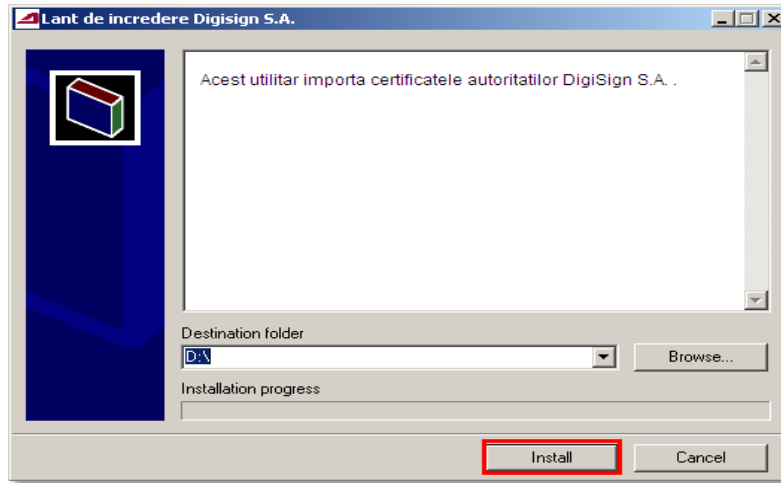 Lant de incredere Digisign S.A.
Acest utilitar importa certificatele autoritatilor DigiSign S.A. .
Destination folder
D:\
Browse...
Installation progress
Install
Cancel